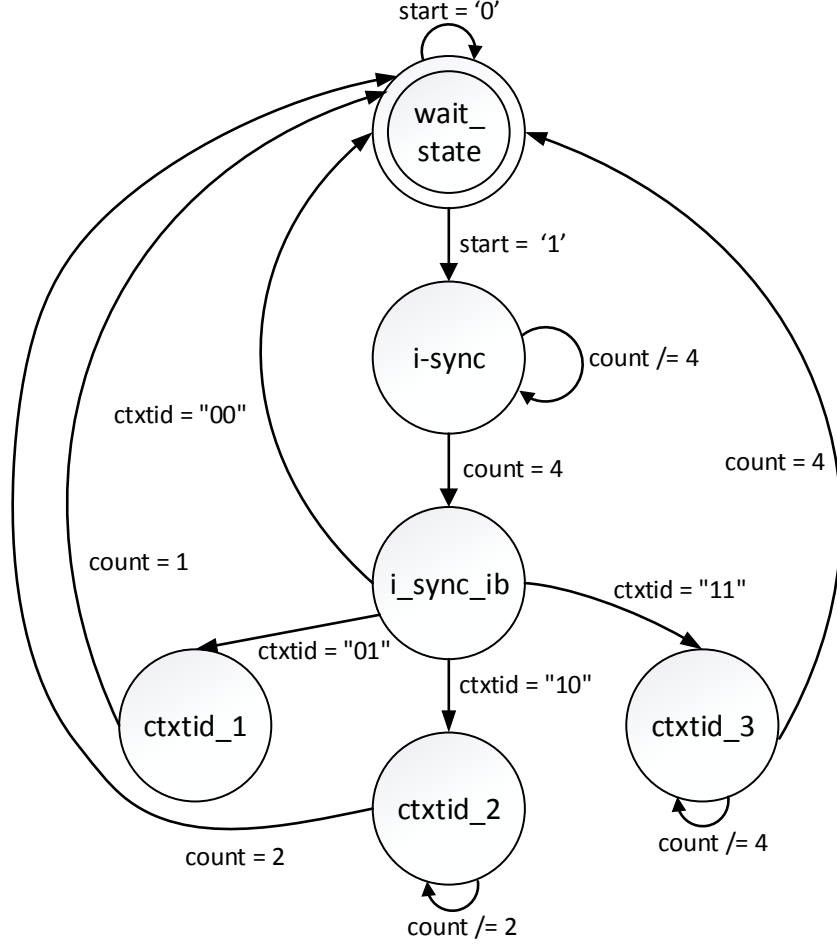 start = ‘0’
wait_
state
start =  ‘1’
i-sync
count /= 4
ctxtid = "00"
count = 4
count = 4
count = 1
i_sync_ib
ctxtid = "11"
ctxtid = "01"
ctxtid = "10"
ctxtid_1
ctxtid_3
ctxtid_2
count /= 4
count = 2
count /= 2